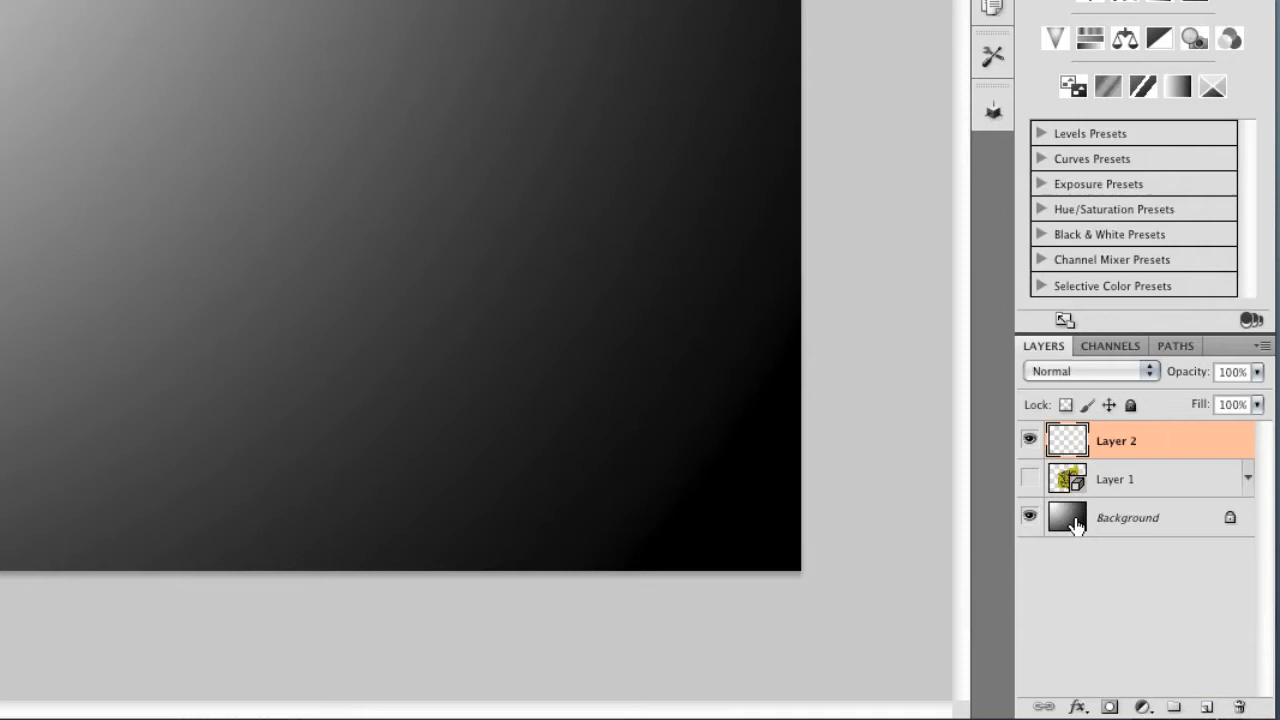 Levels Presets
Curves Presets
Exposure Presets
Hue/Saturation Presets
Black & White Presets
Channel Mixer Presets
Selective Color Presets
LAYERS CHANNELS PATHS
Normal Opacity: 100%
Lock: Fill: 100%
Layer 2
Layer 1
Background
fx